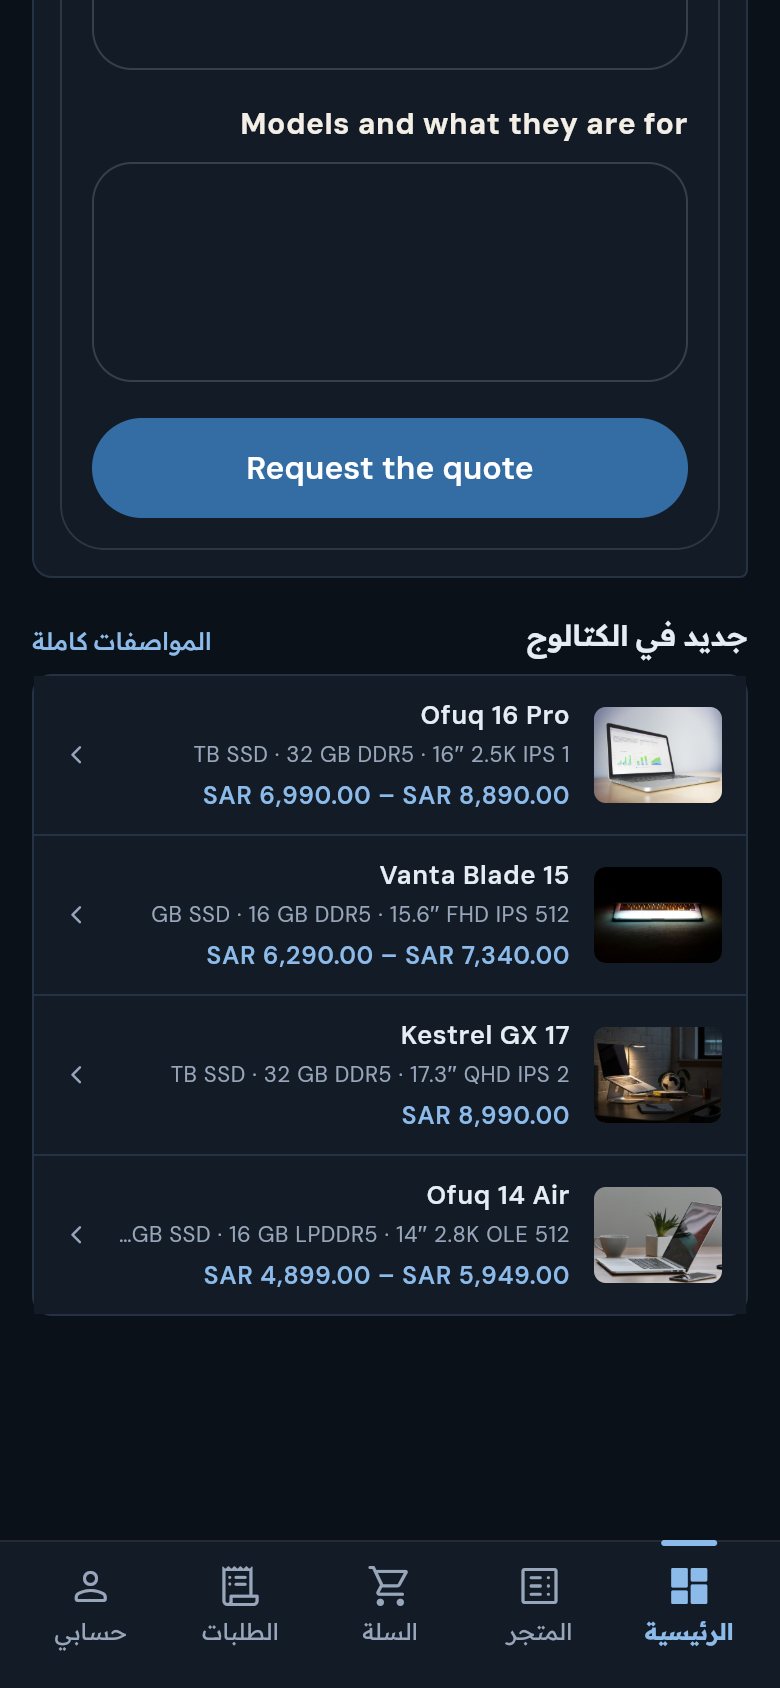 Models and what they are for
Request the quote
جديد في الكتالوج
المواصفات كاملة
Ofuq 16 Pro
TB SSD · 32 GB DDR5 · 16″ 2.5K IPS 1
SAR 6,990.00 – SAR 8,890.00
Vanta Blade 15
GB SSD · 16 GB DDR5 · 15.6″ FHD IPS 512
SAR 6,290.00 – SAR 7,340.00
Kestrel GX 17
TB SSD · 32 GB DDR5 · 17.3″ QHD IPS 2
SAR 8,990.00
Ofuq 14 Air
…GB SSD · 16 GB LPDDR5 · 14″ 2.8K OLE 512
SAR 4,899.00 – SAR 5,949.00
الرئيسية
المتجر
السلة
الطلبات
حسابي